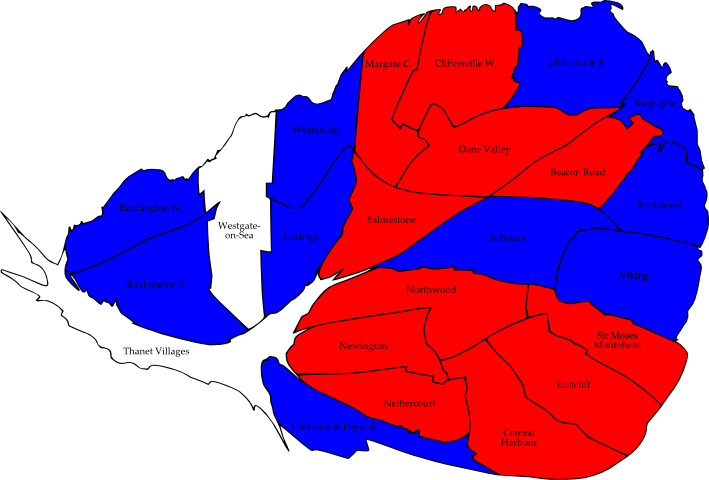 Margate C.
Cliftonville W.
Cliftonville E.
Kingsgate
Westbrook
Dane Valley
Beacon Road
Birchington N.
Bradstowe
Salmestone
Westgate-
on-Sea
Garlinge
St Peters
Viking
Birchington S.
Northwood
Sir Moses
Montefiore
Thanet Villages
Newington
Eastcliff
Nethercourt
Cliffsend & Pegwell
Central
Harbour